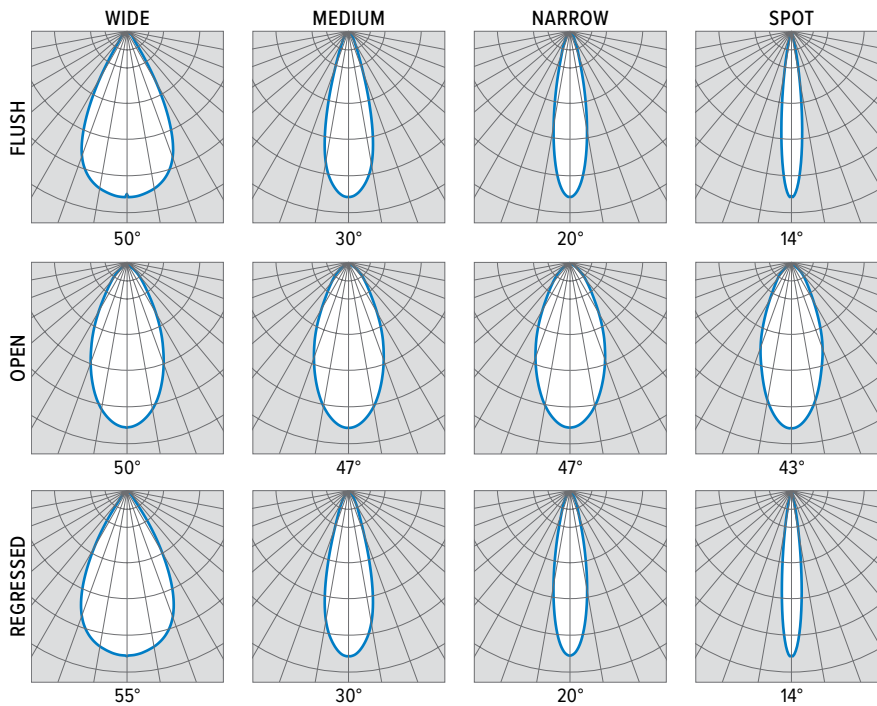 WIDE MEDIUM NARROW SPOT
FLUSH
50° 30° 20° 14°
OPEN
50° 47° 47° 43°
REGRESSED
55° 30° 20° 14°